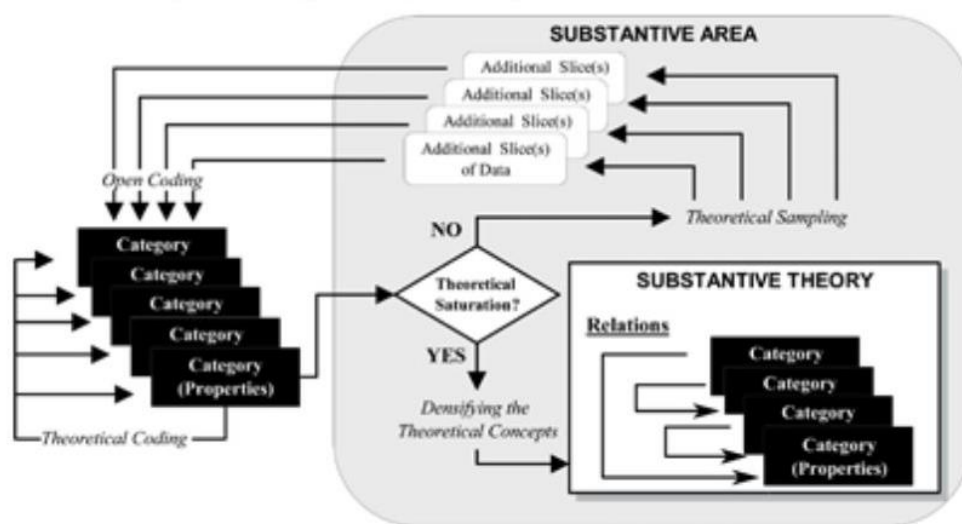 SUBSTANTIVE AREA
Additional Slice(s)
Additional Slice(s)
Additional Slice(s)
Additional Slice(s)
of Data
Open Coding
Theoretical Sampling
Category
Category
Category
Category
Category
(Properties)
Theoretical Coding
NO
Theoretical
Saturation?
YES
Densifying the
Theoretical Concepts
SUBSTANTIVE THEORY
Relations
Category
Category
Category
Category
(Properties)